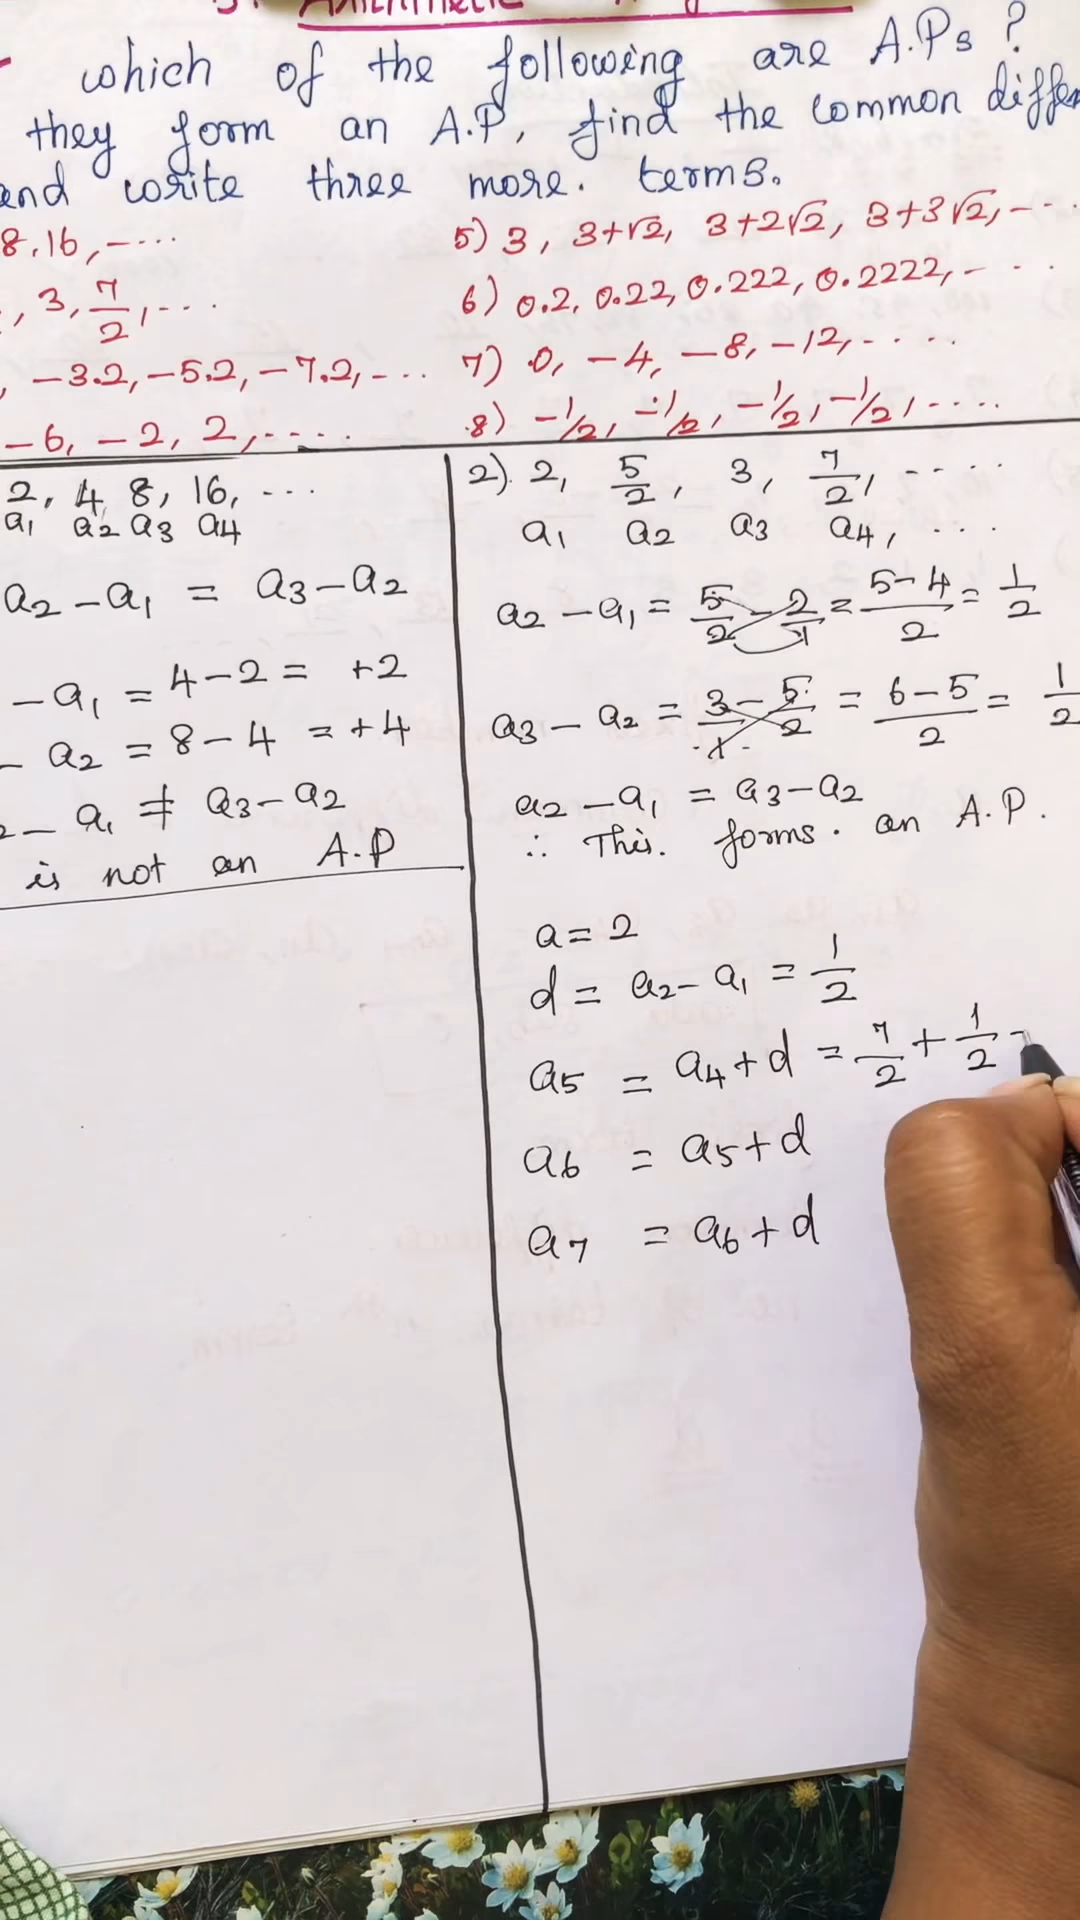 which of the following are A.Ps ?
they form an A.P, find the common
and write three more. terms.
8, 16, -....
, 3, 7/2, ...
, -3.2, -5.2, -7.2, ...
-6, -2, 2, ....
5) 3, 3+√2, 3+2√2, 3+3√2, ....
6) 0.2, 0.22, 0.222, 0.2222, ....
7) 0, -4, -8, -12, .....
8) -1/2, -1/2, -1/2, -1/2, ....
2, 4, 8, 16, ...
a1 a2 a3 a4
a2 - a1 = a3 - a2
- a1 = 4 - 2 = +2
- a2 = 8 - 4 = +4
- a1 ≠ a3 - a2
is not an A.P
2). 2, 5/2, 3, 7/2, ....
a1 a2 a3 a4, ...
a2 - a1 = 5/2 - 2/1 = 5-4/2 = 1/2
a3 - a2 = 3/1 - 5/2 = 6-5/2 = 1/2
a2 - a1 = a3 - a2
∴ This. forms. an A.P.
a = 2
d = a2 - a1 = 1/2
a5 = a4 + d = 7/2 + 1/2
a6 = a5 + d
a7 = a6 + d